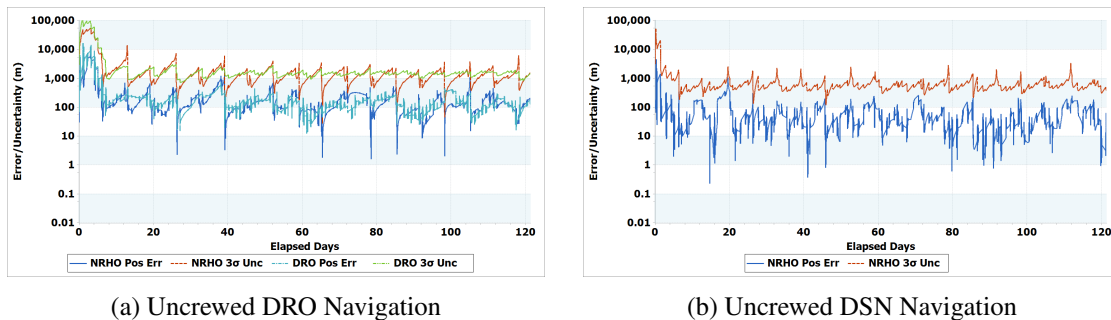 100,000
10,000
1,000
100
10
1
0.1
0.01
Error/Uncertainty (m)
0 20 40 60 80 100 120
Elapsed Days
NRHO Pos Err NRHO 3σ Unc DRO Pos Err DRO 3σ Unc
(a) Uncrewed DRO Navigation
100,000
10,000
1,000
100
10
1
0.1
0.01
Error/Uncertainty (m)
0 20 40 60 80 100 120
Elapsed Days
NRHO Pos Err NRHO 3σ Unc
(b) Uncrewed DSN Navigation